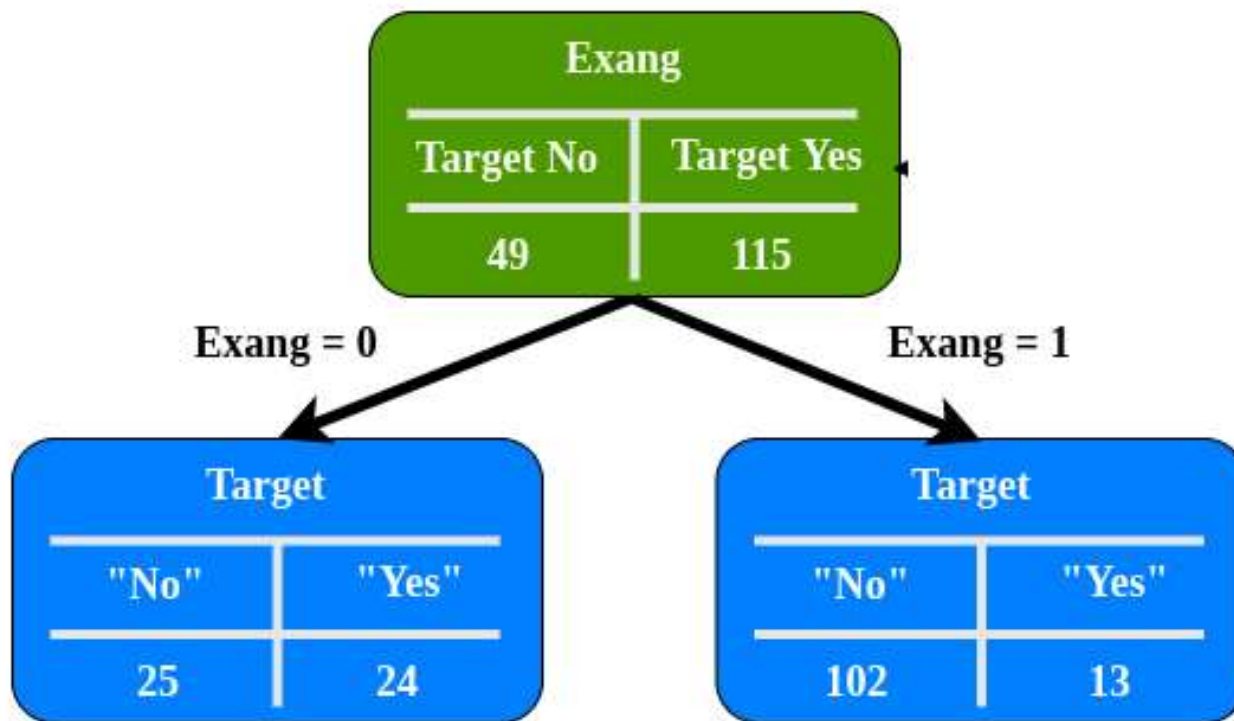 Exang
Target No Target Yes
49 115
Exang = 0 Exang = 1
Target
"No" "Yes"
25 24
Target
"No" "Yes"
102 13